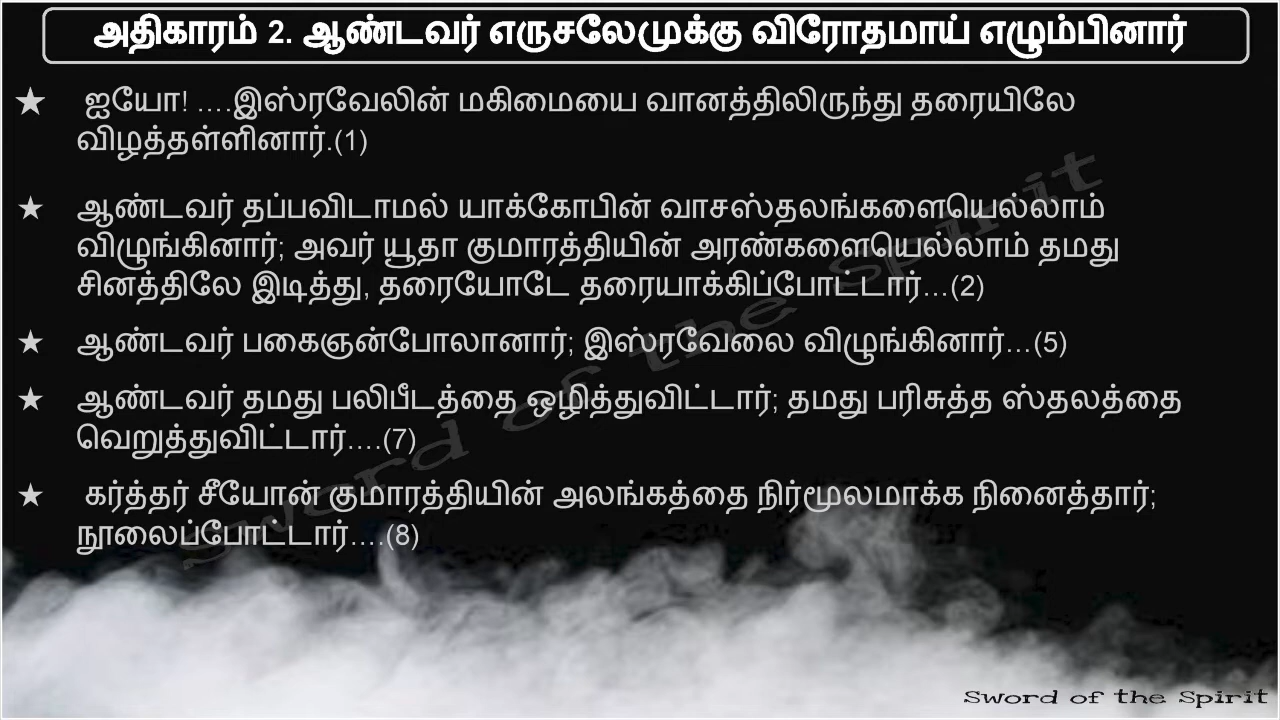 அதிகாரம் 2. ஆண்டவர் எருசலேமுக்கு விரோதமாய் எழும்பினார்
★ ஐயோ! ....இஸ்ரவேலின் மகிமையை வானத்திலிருந்து தரையிலே
விழத்தள்ளினார்.(1)
★ ஆண்டவர் தப்பவிடாமல் யாக்கோபின் வாசஸ்தலங்களையெல்லாம்
விழுங்கினார்; அவர் யூதா குமாரத்தியின் அரண்களையெல்லாம் தமது
சினத்திலே இடித்து, தரையோடே தரையாக்கிப்போட்டார்...(2)
★ ஆண்டவர் பகைஞன்போலானார்; இஸ்ரவேலை விழுங்கினார்...(5)
★ ஆண்டவர் தமது பலிபீடத்தை ஒழித்துவிட்டார்; தமது பரிசுத்த ஸ்தலத்தை
வெறுத்துவிட்டார்....(7)
★ கர்த்தர் சீயோன் குமாரத்தியின் அலங்கத்தை நிர்மூலமாக்க நினைத்தார்;
நூலைப்போட்டார்....(8)
Sword of the Spirit
Sword of the Spirit